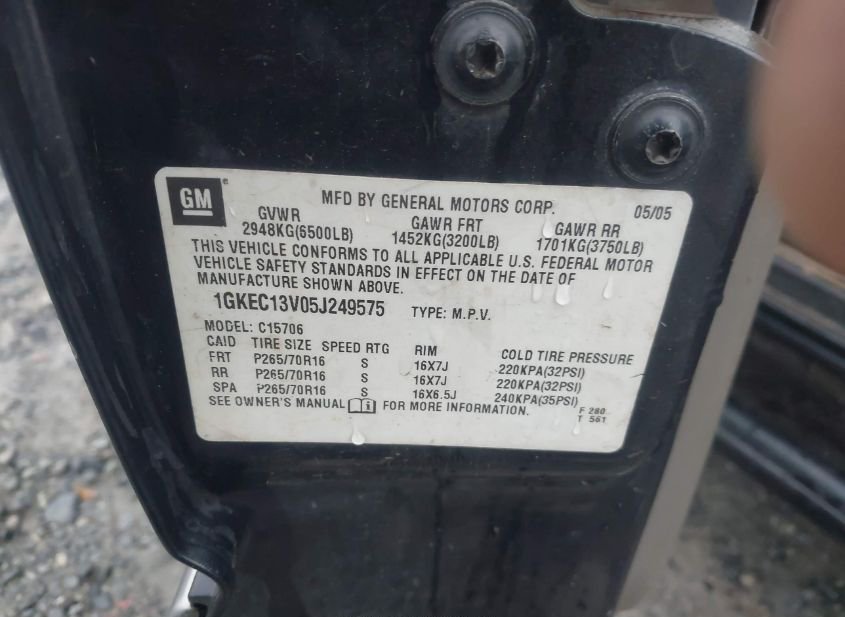 GM
MFD BY GENERAL MOTORS CORP. 05/05
GVWR GAWR FRT GAWR RR
2948KG(6500LB) 1452KG(3200LB) 1701KG(3750LB)
THIS VEHICLE CONFORMS TO ALL APPLICABLE U.S. FEDERAL MOTOR
VEHICLE SAFETY STANDARDS IN EFFECT ON THE DATE OF
MANUFACTURE SHOWN ABOVE.
1GKEC13V05J249575 TYPE: M.P.V.
MODEL: C15706
CAID TIRE SIZE SPEED RTG RIM COLD TIRE PRESSURE
FRT P265/70R16 S 16X7J 220KPA(32PSI)
RR P265/70R16 S 16X7J 220KPA(32PSI)
SPA P265/70R16 S 16X6.5J 240KPA(35PSI)
SEE OWNER'S MANUAL FOR MORE INFORMATION.
F 280
T 561